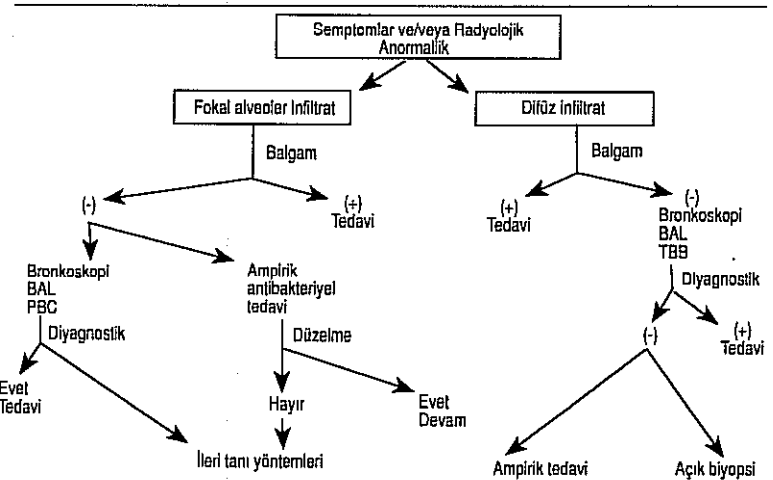 Semptomlar ve/veya Radyolojik
Anormallik
Fokal alveoler İnfiltrat
Difüz infiltrat
Balgam
Balgam
(-)
(+)
Tedavi
(+)
Tedavi
(-)
Bronkoskopi
BAL
TBB
Bronkoskopi
BAL
PBC
Ampirik
antibakteriyel
tedavi
Diyagnostik
(-)
(+)
Tedavi
Diyagnostik
Düzelme
Evet
Tedavi
Hayır
Evet
Devam
İleri tanı yöntemleri
Ampirik tedavi
Açık biyopsi